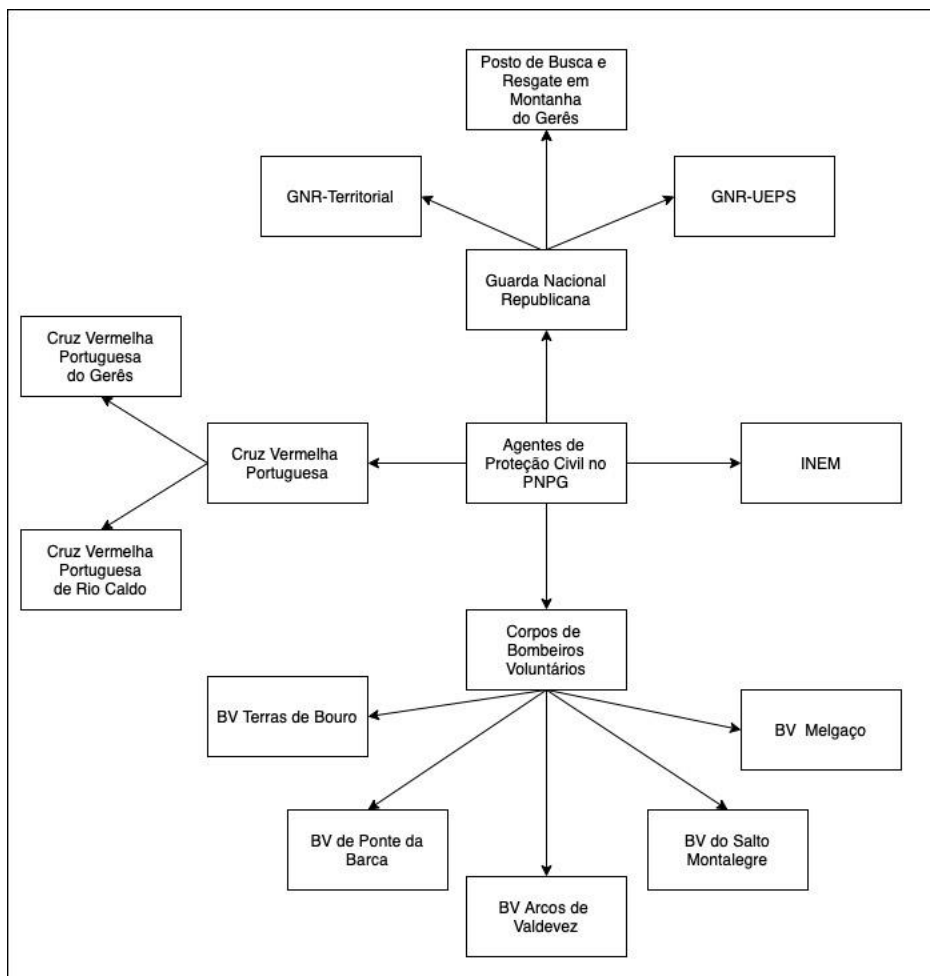 Posto de Busca e
Resgate em
Montanha
do Gerês
GNR-Territorial
GNR-UEPS
Guarda Nacional
Republicana
Cruz Vermelha
Portuguesa
do Gerês
Cruz Vermelha
Portuguesa
Agentes de
Proteção Civil no
PNPG
INEM
Cruz Vermelha
Portuguesa
de Rio Caldo
Corpos de
Bombeiros
Voluntários
BV Terras de Bouro
BV Melgaço
BV de Ponte da
Barca
BV do Salto
Montalegre
BV Arcos de
Valdevez